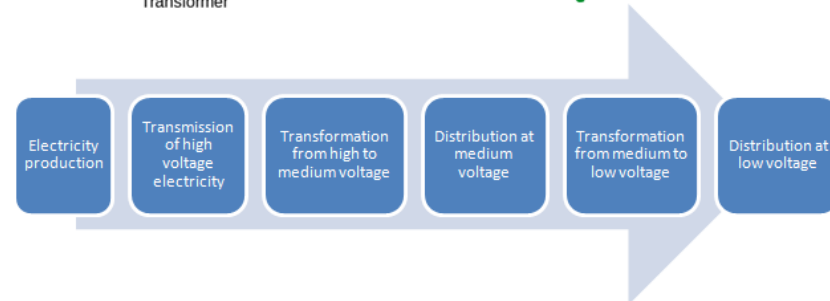 Transformer
Electricity
production
Transmission
of high
voltage
electricity
Transformation
from high to
medium voltage
Distribution at
medium
voltage
Transformation
from medium to
low voltage
Distribution at
low voltage